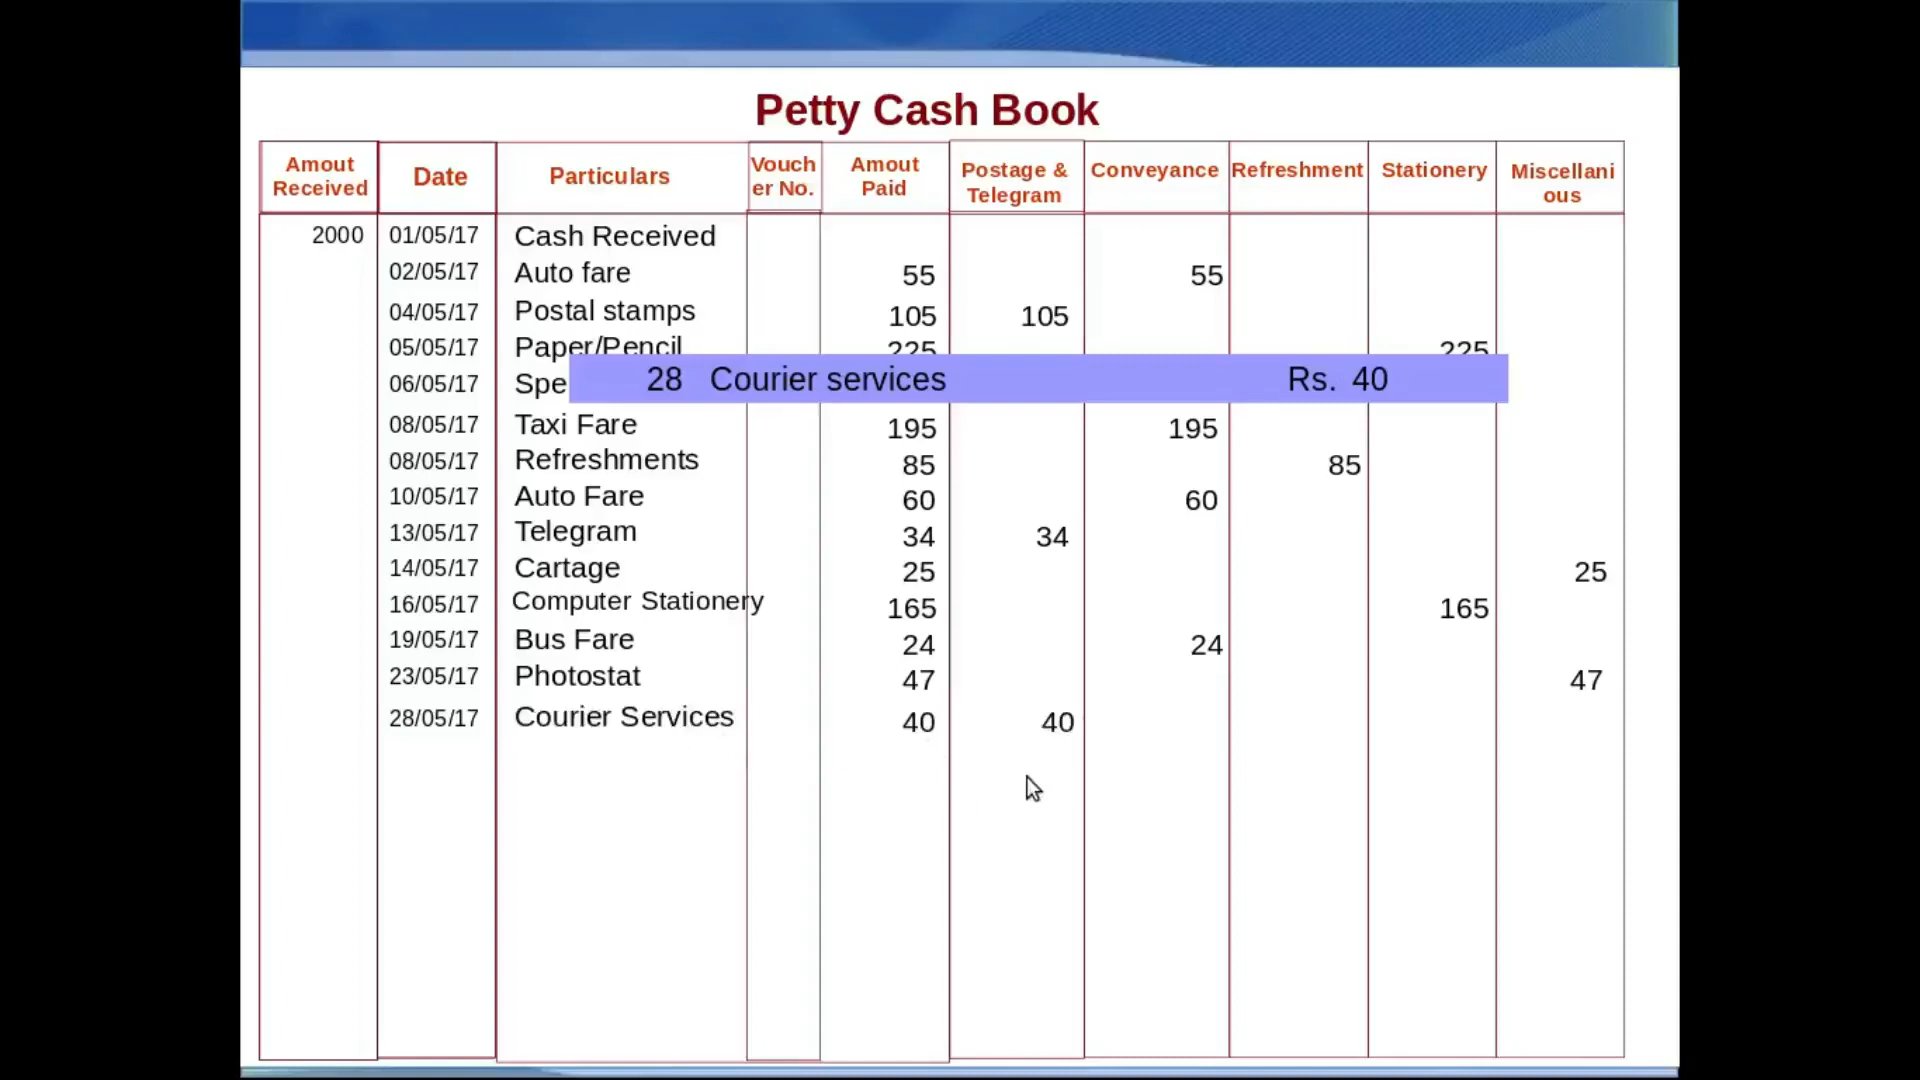 Petty Cash Book
Amout Received Date Particulars Vouch er No. Amout Paid Postage & Telegram Conveyance Refreshment Stationery Miscellani ous
2000 01/05/17 Cash Received
02/05/17 Auto fare 55 55
04/05/17 Postal stamps 105 105
05/05/17 Paper/Pencil 225 225
06/05/17 Spe
28 Courier services Rs. 40
08/05/17 Taxi Fare 195 195
08/05/17 Refreshments 85 85
10/05/17 Auto Fare 60 60
13/05/17 Telegram 34 34
14/05/17 Cartage 25 25
16/05/17 Computer Stationery 165 165
19/05/17 Bus Fare 24 24
23/05/17 Photostat 47 47
28/05/17 Courier Services 40 40